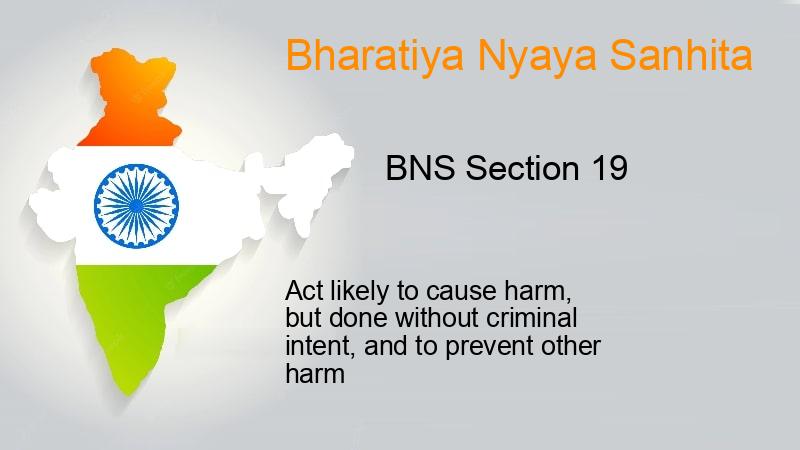 Bharatiya Nyaya Sanhita
BNS Section 19
Act likely to cause harm,
but done without criminal
intent, and to prevent other
harm